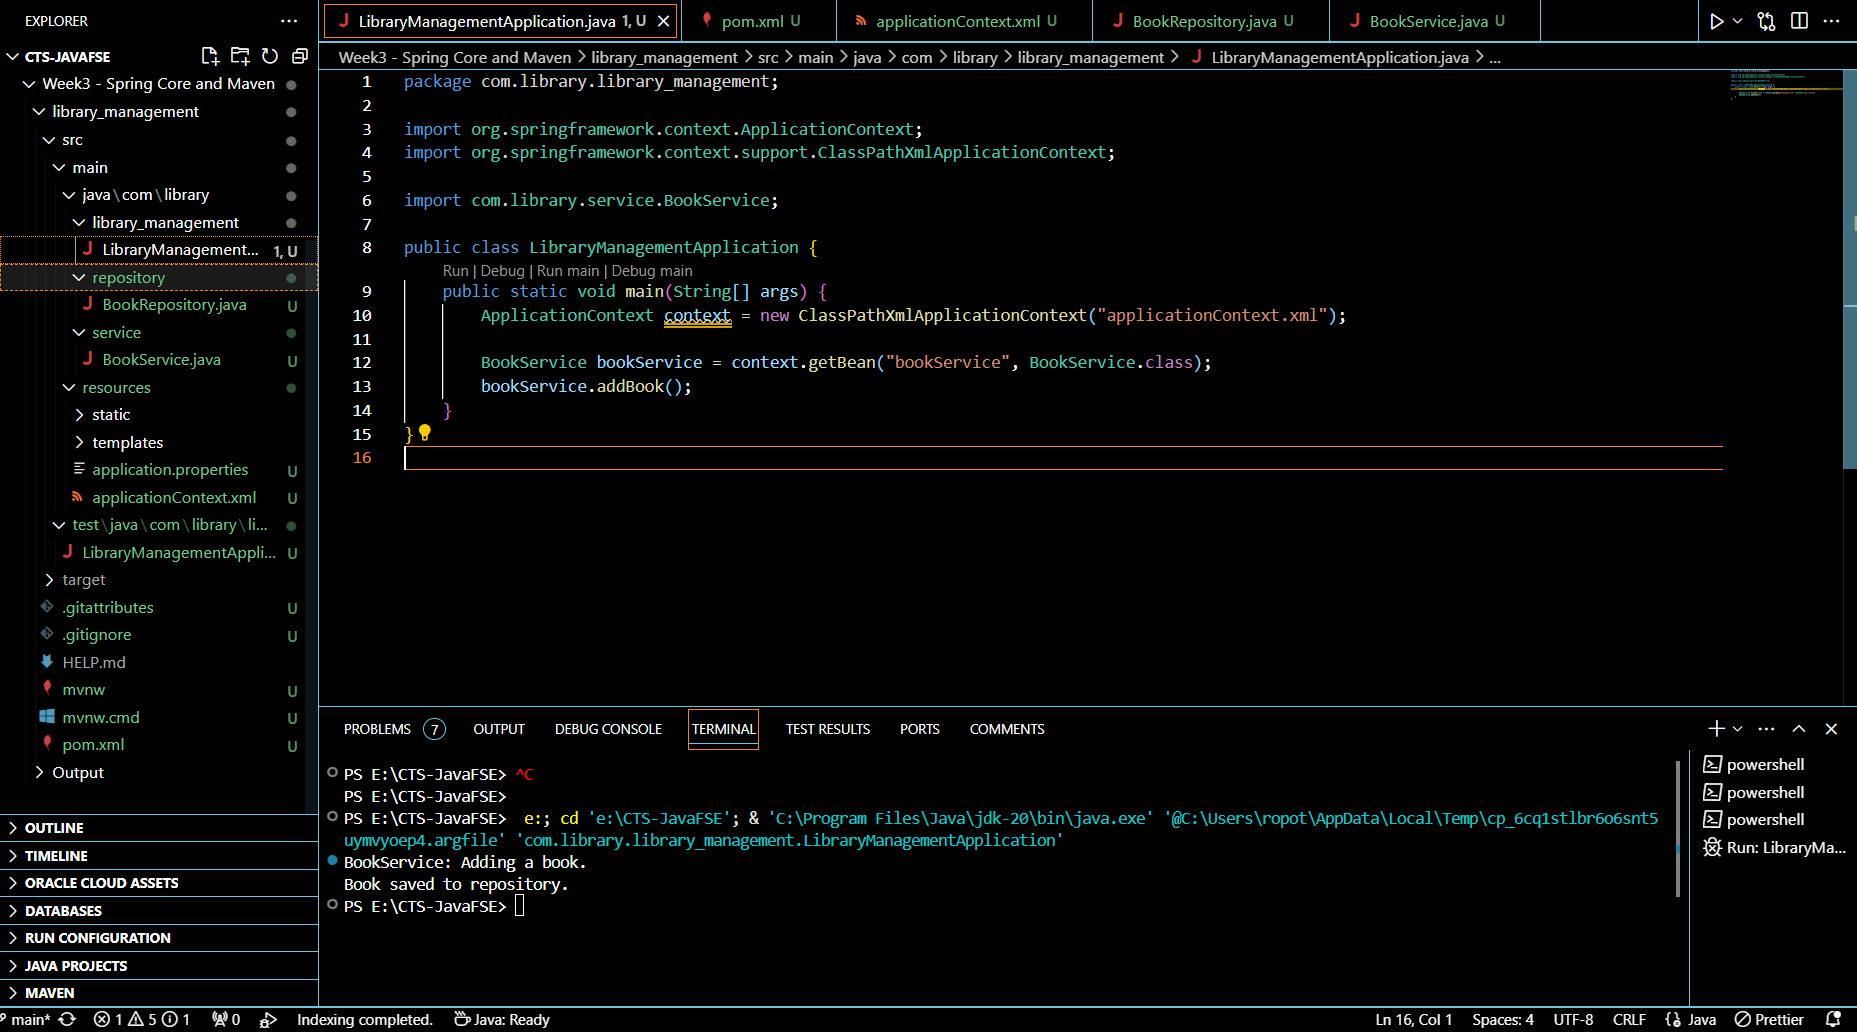 EXPLORER
CTS-JAVAFSE
Week3 - Spring Core and Maven
library_management
src
main
java\com\library
library_management
LibraryManagement... 1, U
repository
BookRepository.java U
service
BookService.java U
resources
static
templates
application.properties U
applicationContext.xml U
test\java\com\library\li...
LibraryManagementAppli... U
target
.gitattributes U
.gitignore U
HELP.md
mvnw U
mvnw.cmd U
pom.xml U
Output
OUTLINE
TIMELINE
ORACLE CLOUD ASSETS
DATABASES
RUN CONFIGURATION
JAVA PROJECTS
MAVEN
LibraryManagementApplication.java 1, U
pom.xml U
applicationContext.xml U
BookRepository.java U
BookService.java U
Week3 - Spring Core and Maven > library_management > src > main > java > com > library > library_management > LibraryManagementApplication.java > ...
1 package com.library.library_management;
2
3 import org.springframework.context.ApplicationContext;
4 import org.springframework.context.support.ClassPathXmlApplicationContext;
5
6 import com.library.service.BookService;
7
8 public class LibraryManagementApplication {
Run | Debug | Run main | Debug main
9 public static void main(String[] args) {
10 ApplicationContext context = new ClassPathXmlApplicationContext("applicationContext.xml");
11
12 BookService bookService = context.getBean("bookService", BookService.class);
13 bookService.addBook();
14 }
15 }
16
PROBLEMS 7 OUTPUT DEBUG CONSOLE TERMINAL TEST RESULTS PORTS COMMENTS
PS E:\CTS-JavaFSE> ^C
PS E:\CTS-JavaFSE>
PS E:\CTS-JavaFSE>  e:; cd 'e:\CTS-JavaFSE'; & 'C:\Program Files\Java\jdk-20\bin\java.exe' '@C:\Users\ropot\AppData\Local\Temp\cp_6cq1stlbr6o6snt5
uymvyoep4.argfile' 'com.library.library_management.LibraryManagementApplication'
BookService: Adding a book.
Book saved to repository.
PS E:\CTS-JavaFSE>
powershell
powershell
powershell
Run: LibraryMa...
main* 1 5 1 0 Indexing completed. Java: Ready Ln 16, Col 1 Spaces: 4 UTF-8 CRLF Java Prettier